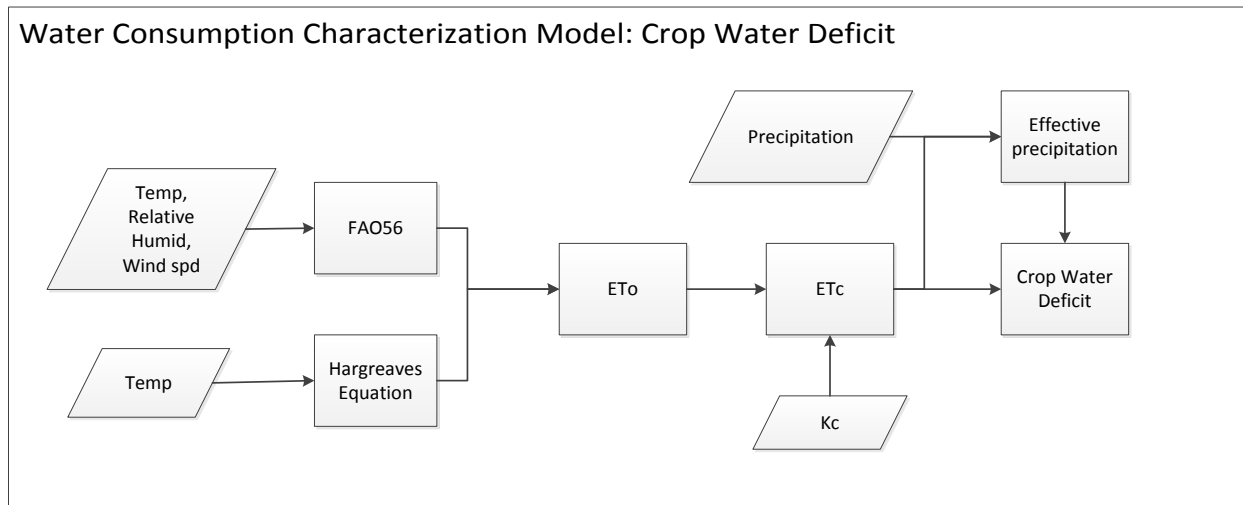 Water Consumption Characterization Model: Crop Water Deficit
Precipitation
Effective
precipitation
Temp,
Relative
Humid,
Wind spd
FAO56
ETo
ETc
Crop Water
Deficit
Temp
Hargreaves
Equation
Kc